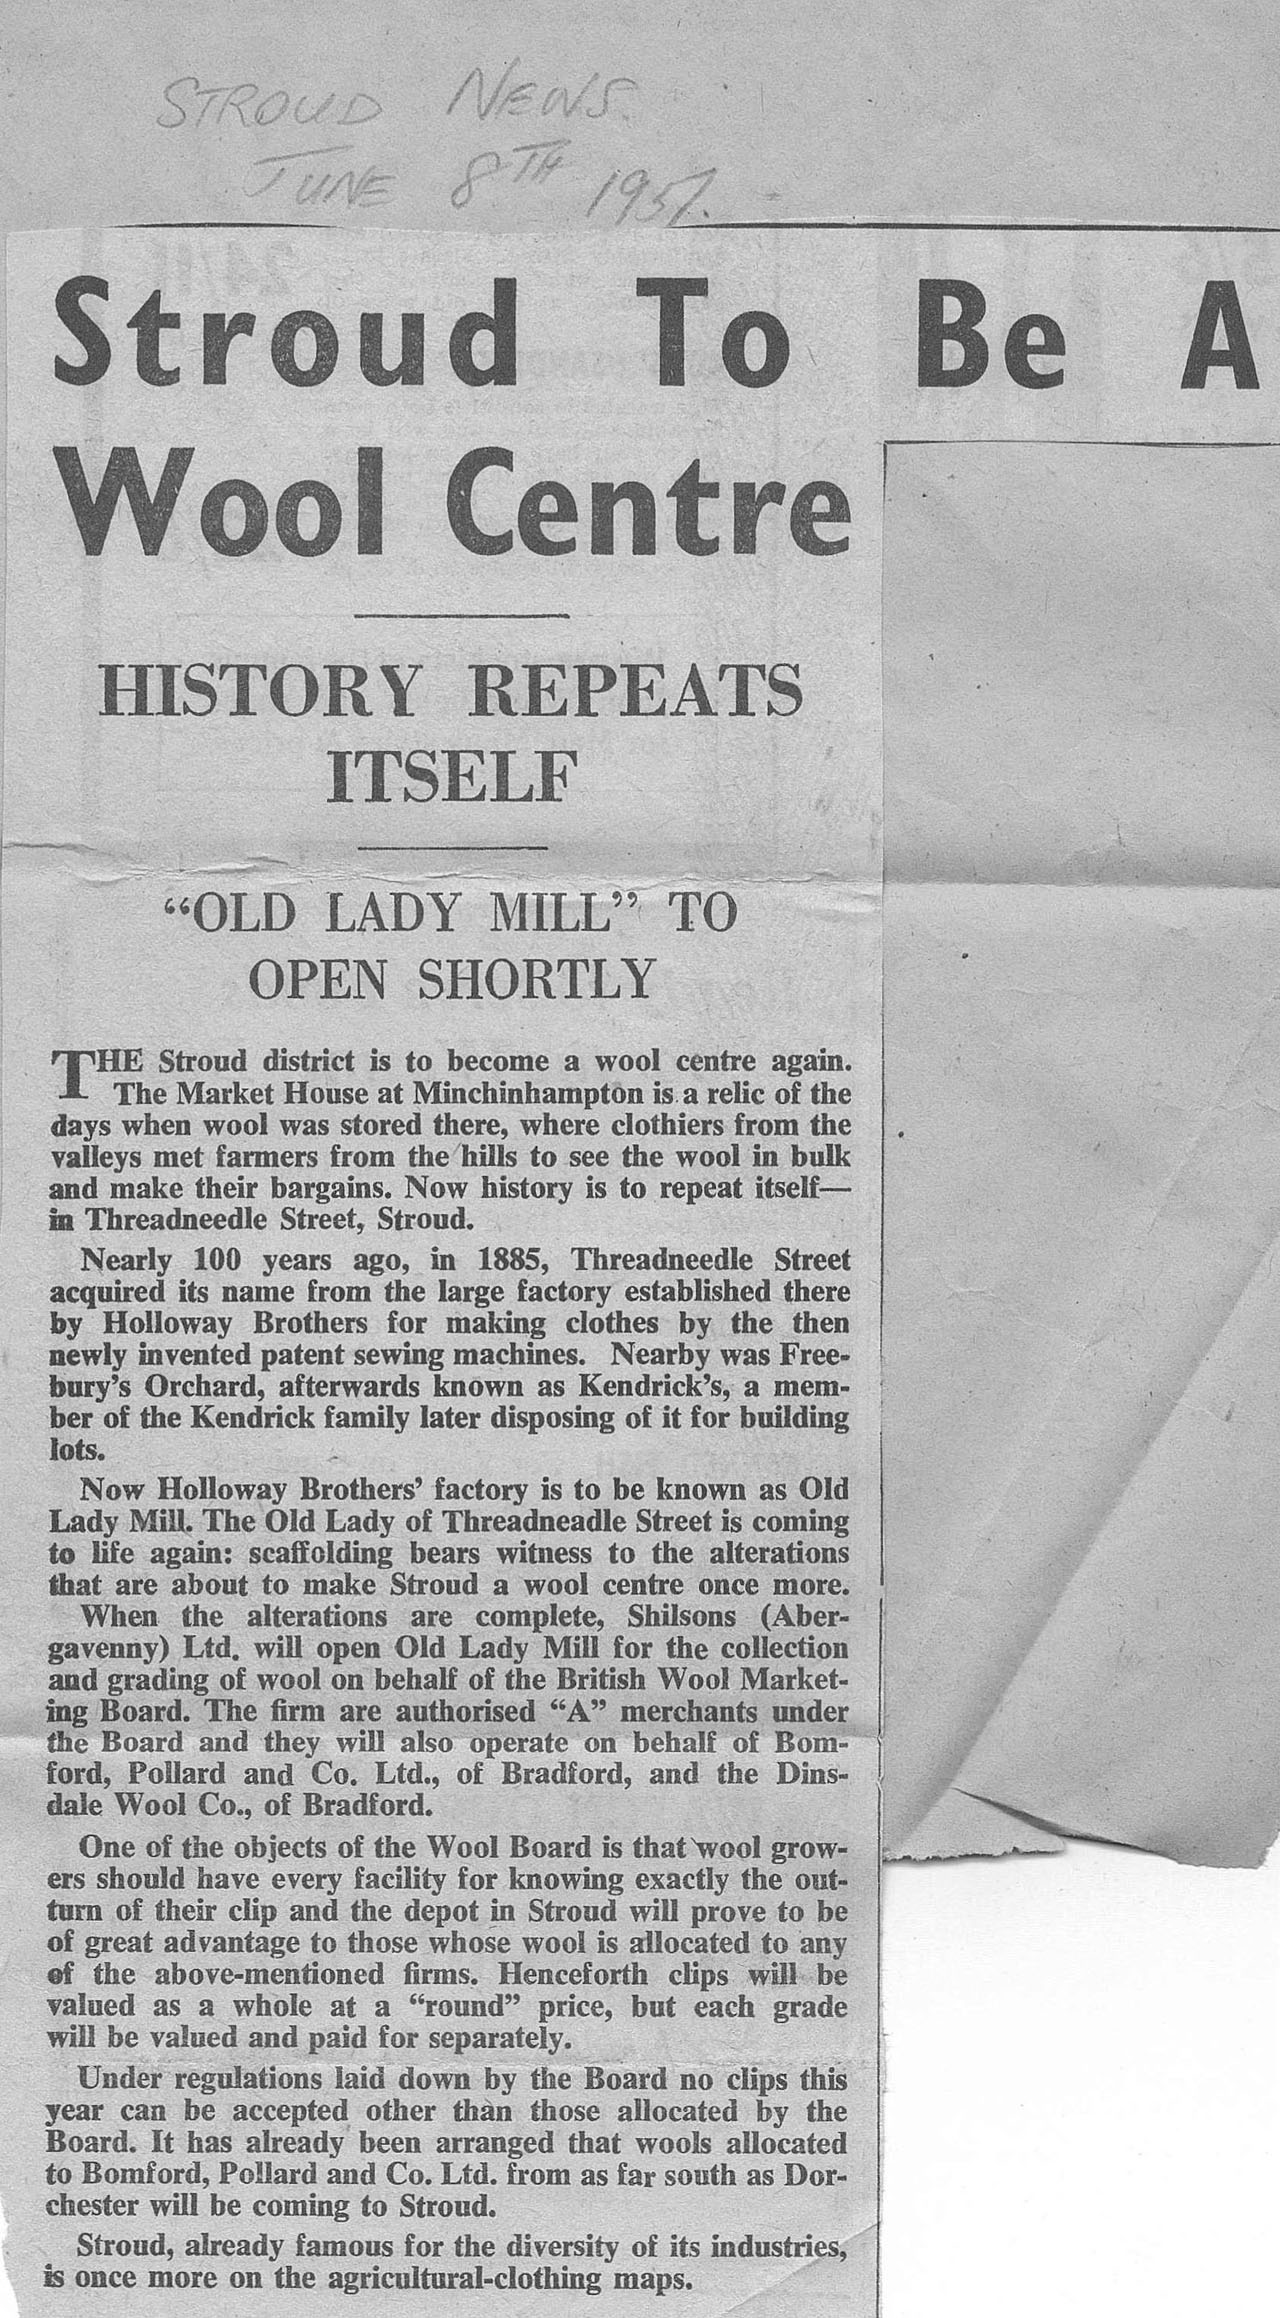 STROUD NEWS.
JUNE 8TH 1951.
Stroud To Be A
Wool Centre
HISTORY REPEATS
ITSELF
“OLD LADY MILL” TO
OPEN SHORTLY
THE Stroud district is to become a wool centre again.
The Market House at Minchinhampton is a relic of the
days when wool was stored there, where clothiers from the
valleys met farmers from the hills to see the wool in bulk
and make their bargains. Now history is to repeat itself—
in Threadneedle Street, Stroud.
Nearly 100 years ago, in 1885, Threadneedle Street
acquired its name from the large factory established there
by Holloway Brothers for making clothes by the then
newly invented patent sewing machines. Nearby was Free-
bury’s Orchard, afterwards known as Kendrick’s, a mem-
ber of the Kendrick family later disposing of it for building
lots.
Now Holloway Brothers’ factory is to be known as Old
Lady Mill. The Old Lady of Threadneadle Street is coming
to life again: scaffolding bears witness to the alterations
that are about to make Stroud a wool centre once more.
When the alterations are complete, Shilsons (Aber-
gavenny) Ltd. will open Old Lady Mill for the collection
and grading of wool on behalf of the British Wool Market-
ing Board. The firm are authorised “A” merchants under
the Board and they will also operate on behalf of Bom-
ford, Pollard and Co. Ltd., of Bradford, and the Dins-
dale Wool Co., of Bradford.
One of the objects of the Wool Board is that wool grow-
ers should have every facility for knowing exactly the out-
turn of their clip and the depot in Stroud will prove to be
of great advantage to those whose wool is allocated to any
of the above-mentioned firms. Henceforth clips will be
valued as a whole at a “round” price, but each grade
will be valued and paid for separately.
Under regulations laid down by the Board no clips this
year can be accepted other than those allocated by the
Board. It has already been arranged that wools allocated
to Bomford, Pollard and Co. Ltd. from as far south as Dor-
chester will be coming to Stroud.
Stroud, already famous for the diversity of its industries,
is once more on the agricultural-clothing maps.